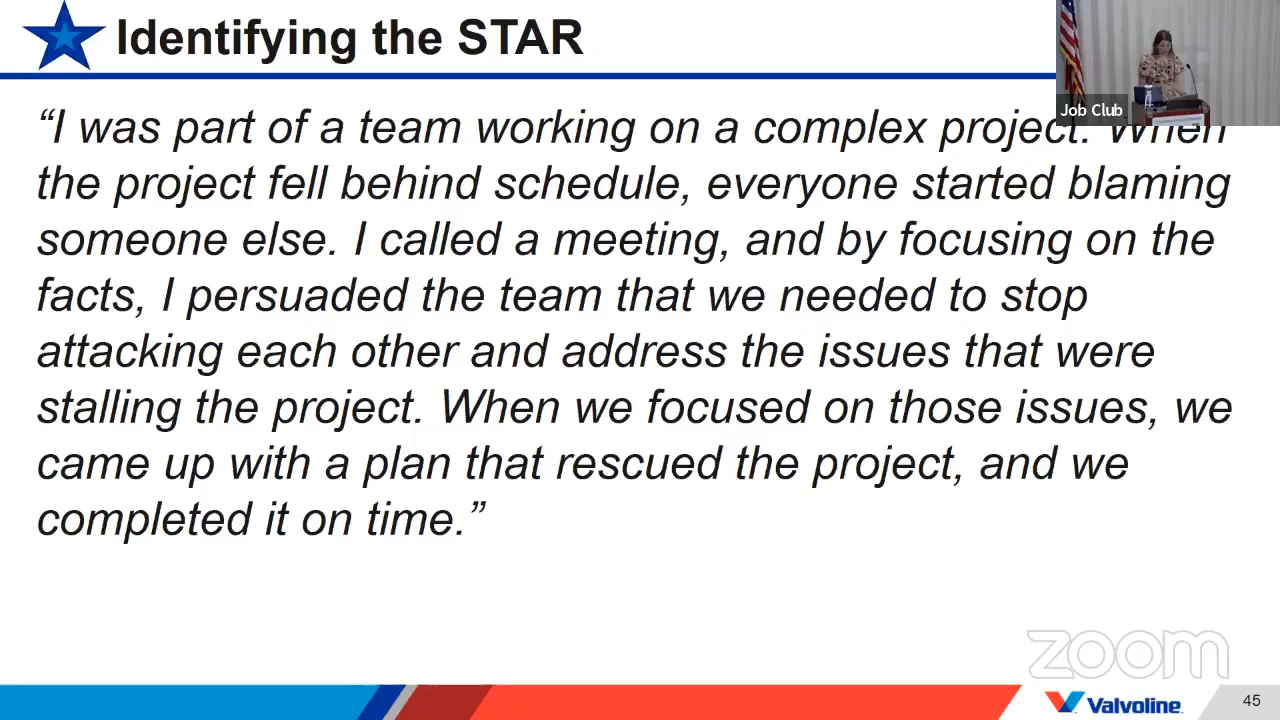 Identifying the STAR
Job Club
“I was part of a team working on a complex project. When
the project fell behind schedule, everyone started blaming
someone else. I called a meeting, and by focusing on the
facts, I persuaded the team that we needed to stop
attacking each other and address the issues that were
stalling the project. When we focused on those issues, we
came up with a plan that rescued the project, and we
completed it on time.”
zoom
Valvoline
45